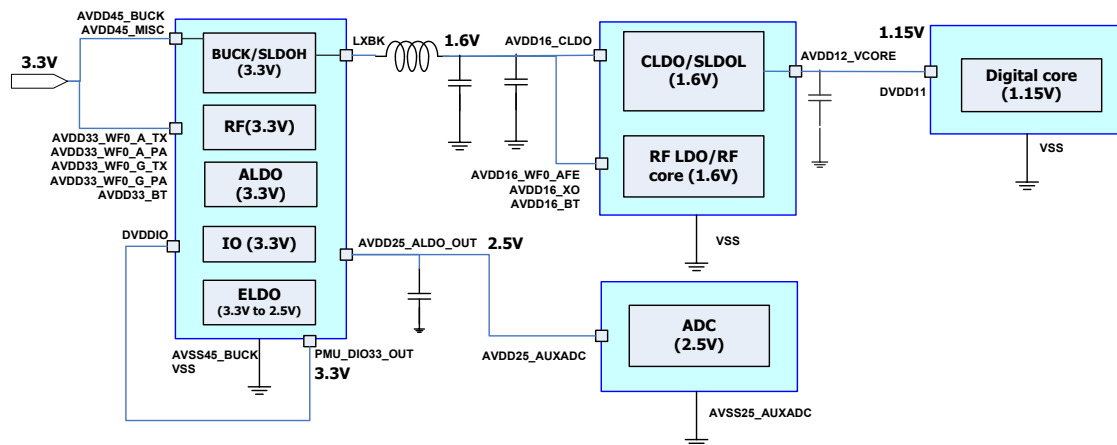 AVDD45_BUCK
AVDD45_MISC
3.3V
BUCK/SLDOH
(3.3V)
RF(3.3V)
AVDD33_WF0_A_TX
AVDD33_WF0_A_PA
AVDD33_WF0_G_TX
AVDD33_WF0_G_PA
AVDD33_BT
ALDO
(3.3V)
DVDDIO
IO (3.3V)
ELDO
(3.3V to 2.5V)
AVSS45_BUCK
VSS
PMU_DIO33_OUT
3.3V
LXBK
1.6V
AVDD16_CLDO
CLDO/SLDOL
(1.6V)
RF LDO/RF
core (1.6V)
AVDD16_WF0_AFE
AVDD16_XO
AVDD16_BT
VSS
AVDD12_VCORE
1.15V
DVDD11
Digital core
(1.15V)
VSS
AVDD25_ALDO_OUT
2.5V
AVDD25_AUXADC
ADC
(2.5V)
AVSS25_AUXADC